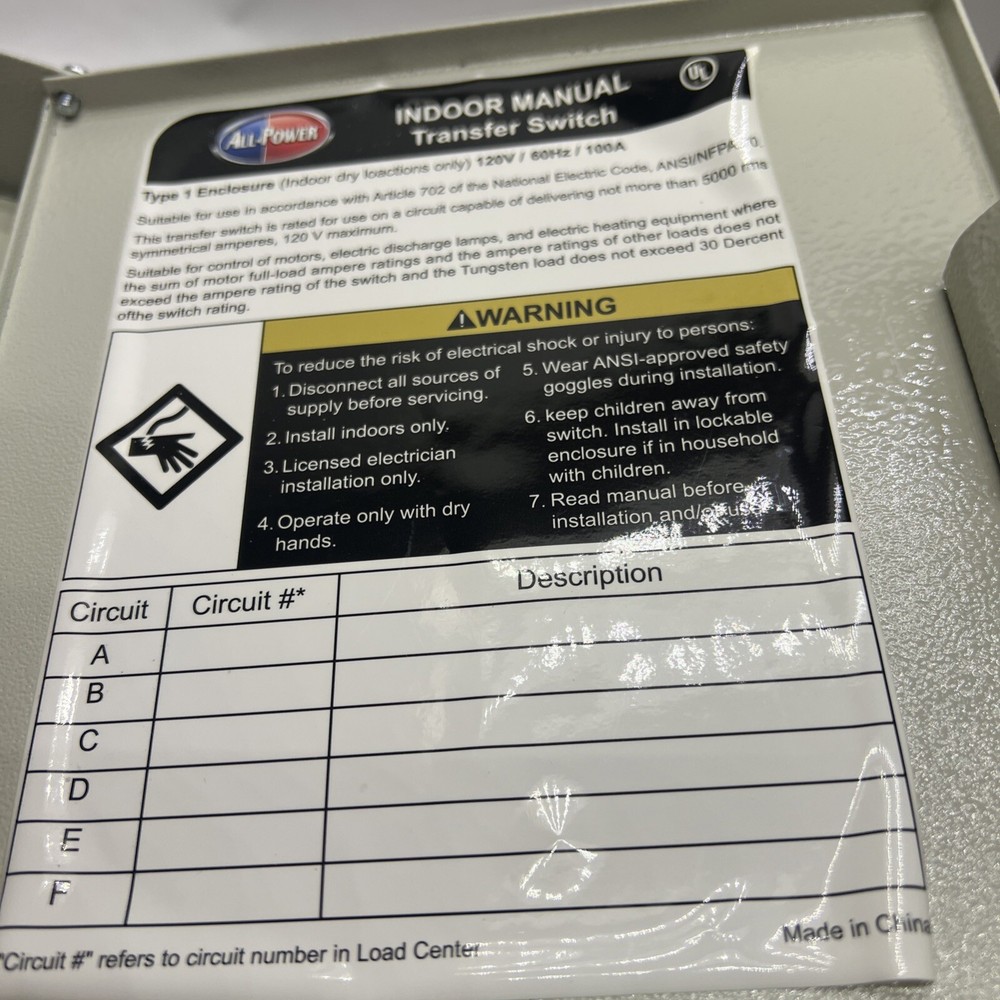 ALL-POWER
INDOOR MANUAL
Transfer Switch
UL
Type 1 Enclosure (Indoor dry loactions only) 120V / 60Hz / 100A
Suitable for use in accordance with Article 702 of the National Electric Code, ANSI/NFPA 0.
This transfer switch is rated for use on a circuit capable of delivering not more than 5000 rms
symmetrical amperes, 120 V maximum.
Suitable for control of motors, electric discharge lamps, and electric heating equipment where
the sum of motor full-load ampere ratings and the ampere ratings of other loads does not
exceed the ampere rating of the switch and the Tungsten load does not exceed 30 Dercent
ofthe switch rating.
WARNING
To reduce the risk of electrical shock or injury to persons:
1. Disconnect all sources of
supply before servicing.
2. Install indoors only.
3. Licensed electrician
installation only.
4. Operate only with dry
hands.
5. Wear ANSI-approved safety
goggles during installation.
6. keep children away from
switch. Install in lockable
enclosure if in household
with children.
7. Read manual before
installation and/or use.
Circuit Circuit #* Description
A
B
C
D
E
F
"Circuit #" refers to circuit number in Load Center
Made in China